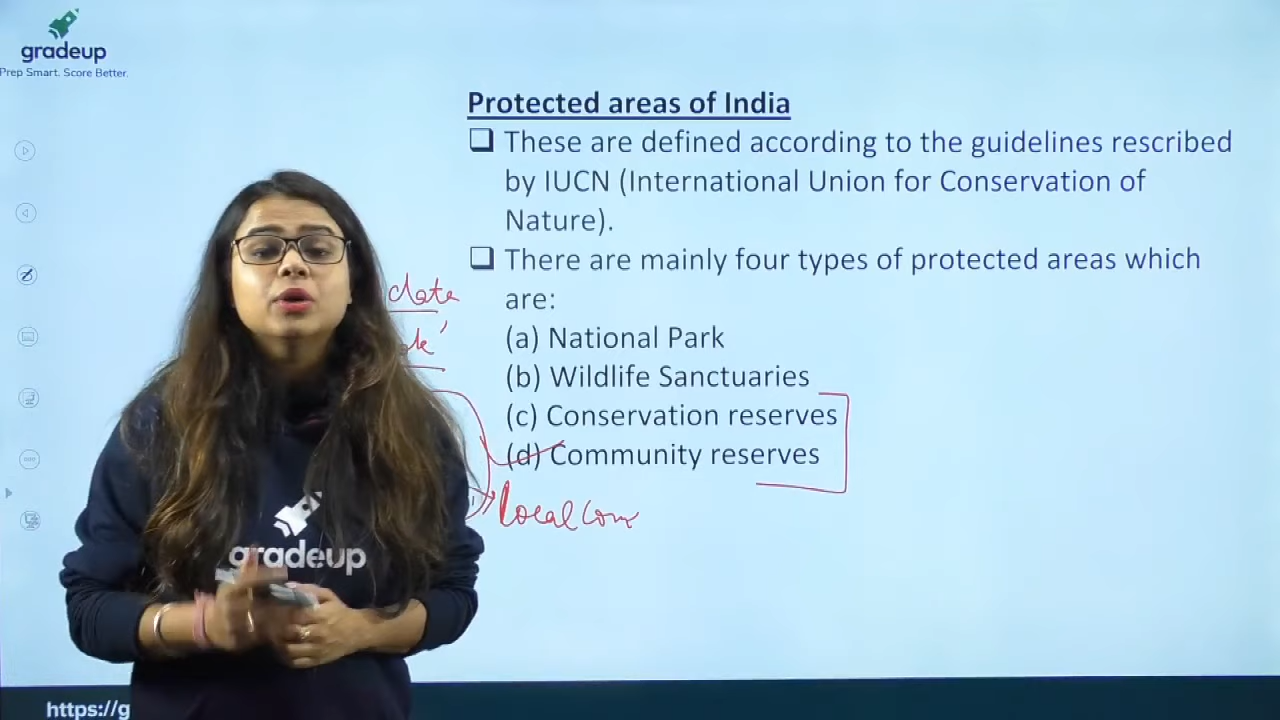 gradeup
Prep Smart. Score Better.
Protected areas of India
These are defined according to the guidelines rescribed
by IUCN (International Union for Conservation of
Nature).
There are mainly four types of protected areas which
are:
(a) National Park
(b) Wildlife Sanctuaries
(c) Conservation reserves
(d) Community reserves
local com
gradeup
https://g